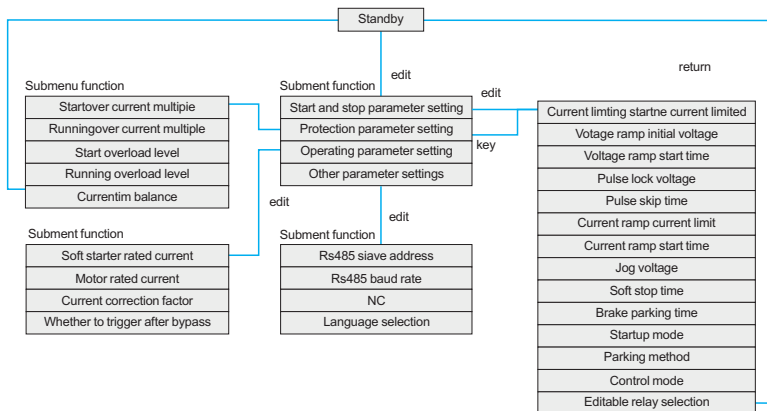 Standby
edit
return
Submenu function
Startover current multipie
Runningover current multiple
Start overload level
Running overload level
Currentim balance
Subment function
Start and stop parameter setting
Protection parameter setting
Operating parameter setting
Other parameter settings
edit
key
edit
edit
Submenu function
Soft starter rated current
Motor rated current
Current correction factor
Whether to trigger after bypass
Subment function
Rs485 siave address
Rs485 baud rate
NC
Language selection
Current limting startne current limited
Votage ramp initial voltage
Voltage ramp start time
Pulse lock voltage
Pulse skip time
Current ramp current limit
Current ramp start time
Jog voltage
Soft stop time
Brake parking time
Startup mode
Parking method
Control mode
Editable relay selection